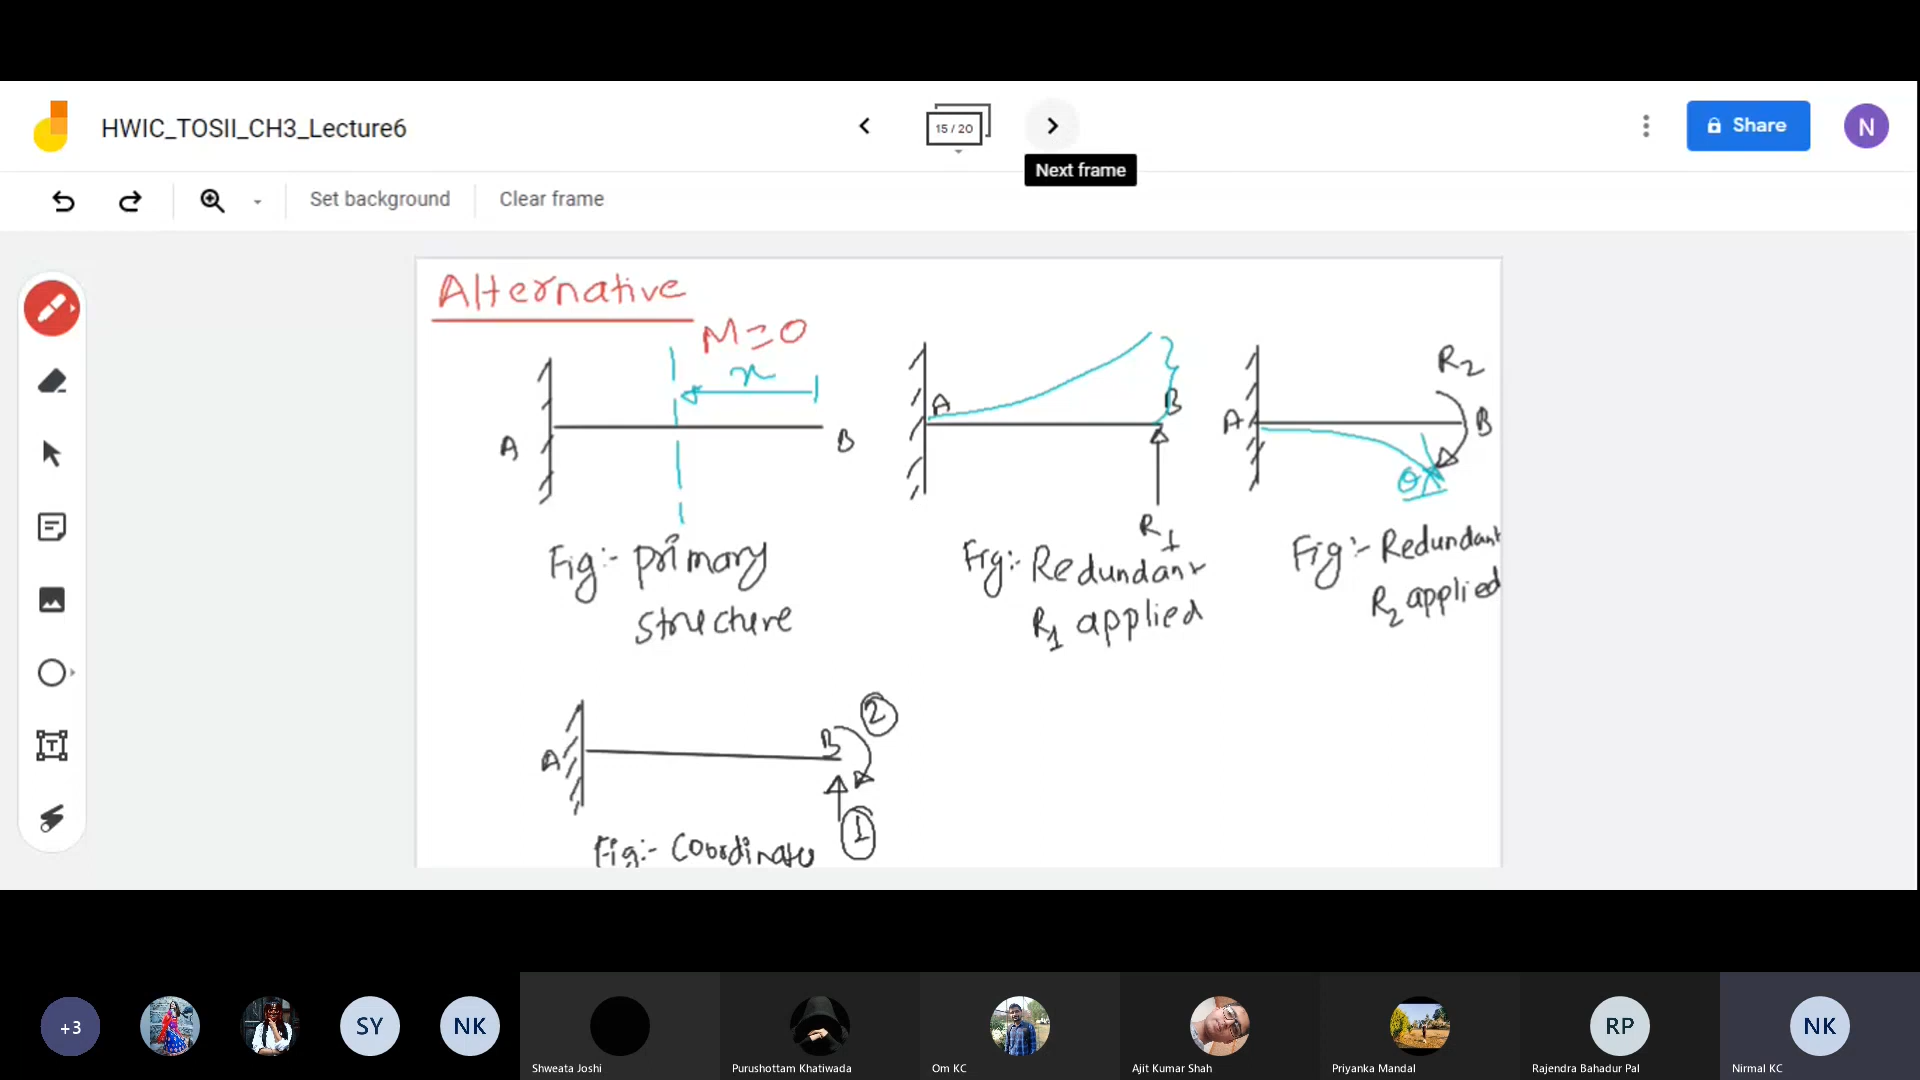 HWIC_TOSII_CH3_Lecture6
15 / 20
Share
N
Next frame
Set background
Clear frame
Alternative
M=0
x
A
B
A
B
R1
A
R2
B
θ
Fig:- primary
structure
Fig:- Redundant
R1 applied
Fig:- Redundant
R2 applied
A
B
2
1
Fig:- Coordinates
+3
SY
NK
RP
NK
Shweata Joshi
Purushottam Khatiwada
Om KC
Ajit Kumar Shah
Priyanka Mandal
Rajendra Bahadur Pal
Nirmal KC